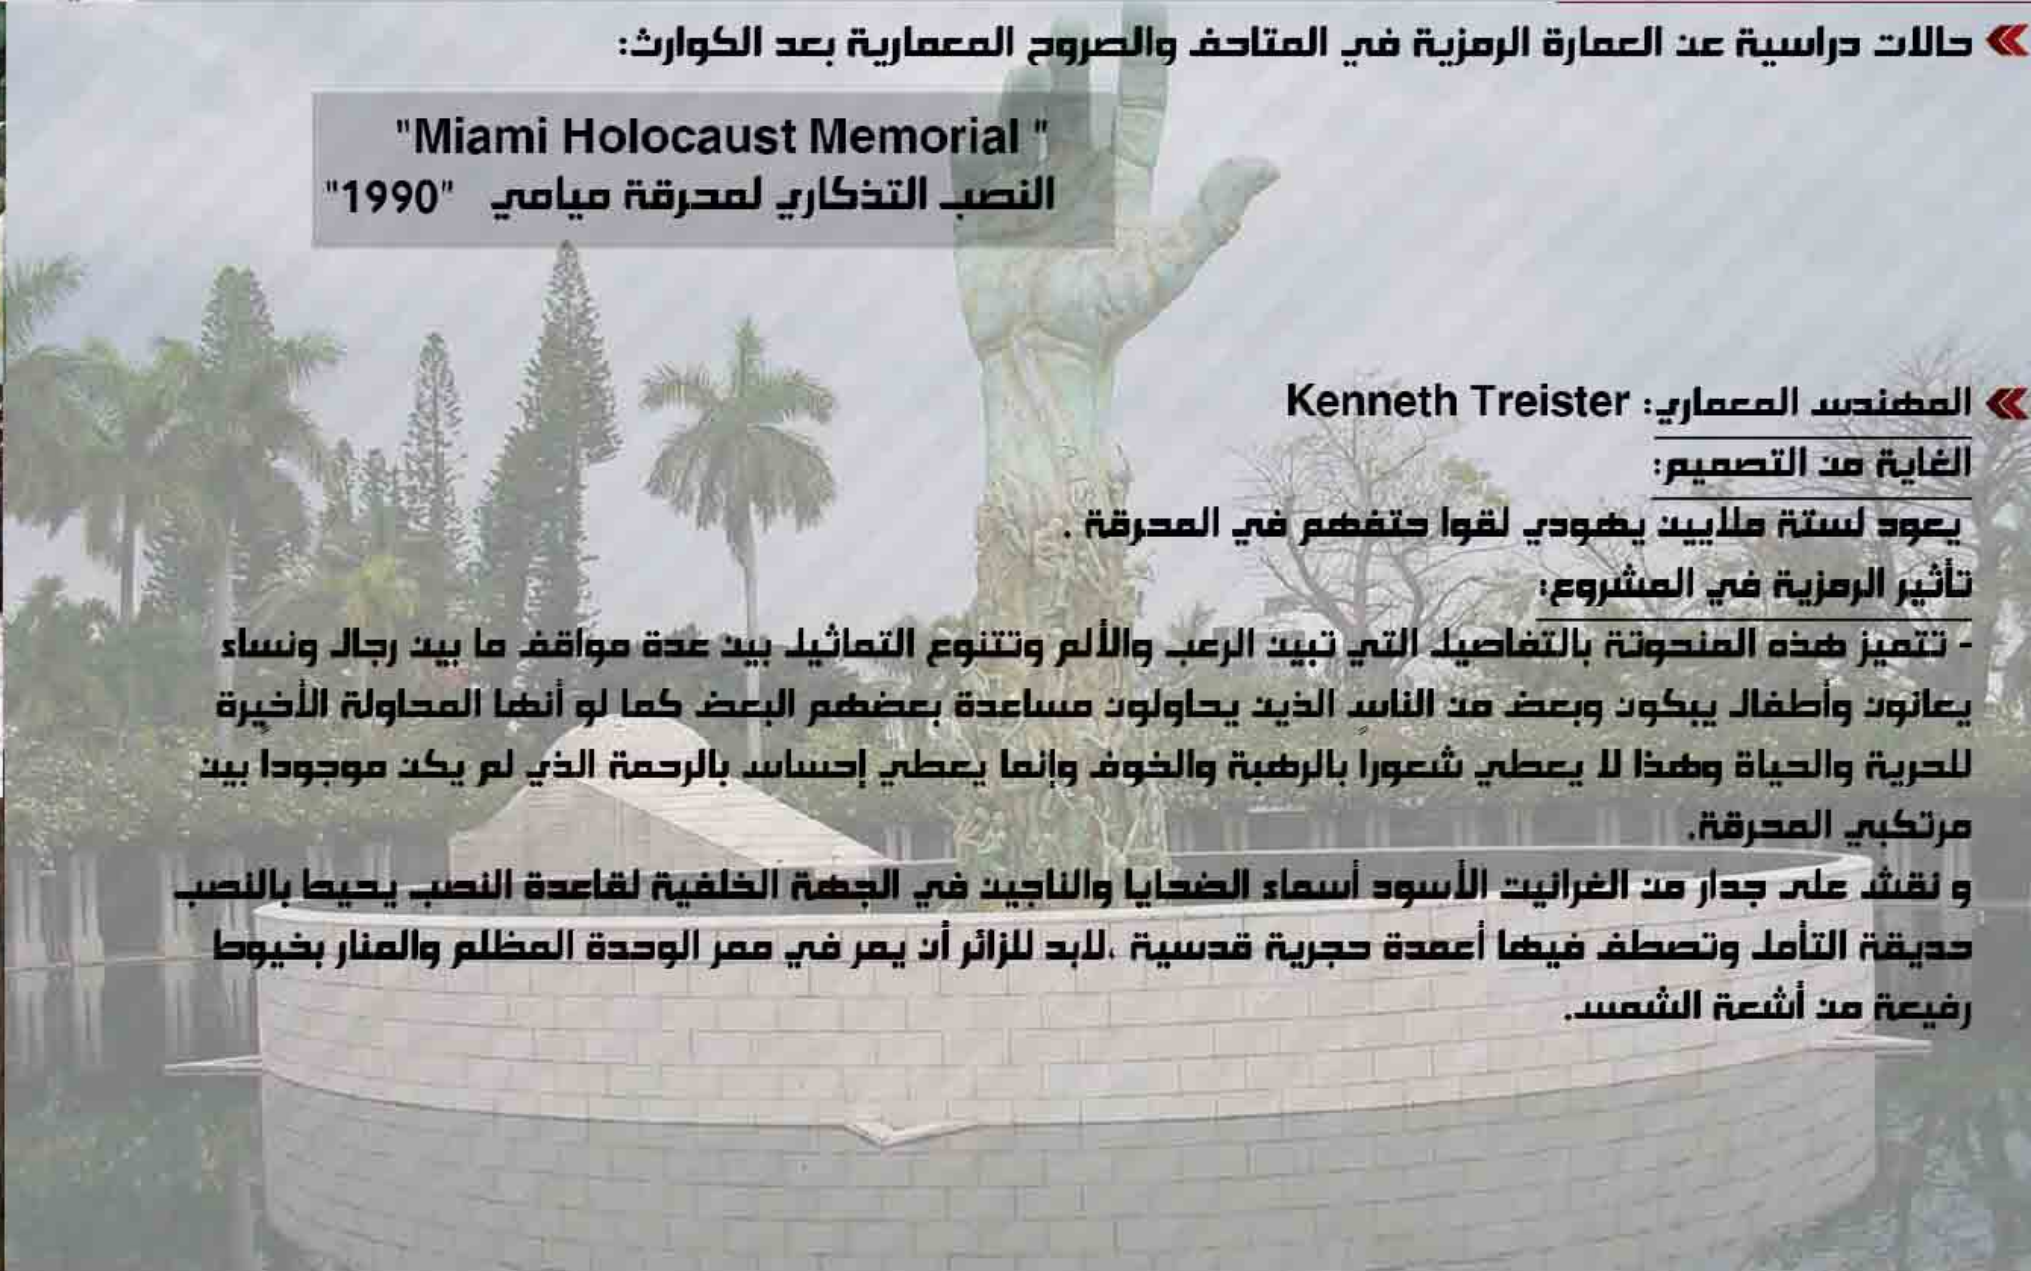 حالات دراسية عن العمارة الرمزية في المتاحف والصروح المعمارية بعد الكوارث:
"Miami Holocaust Memorial "
النصب التذكاري لمحرقة ميامي "1990"
المهندس المعماري: Kenneth Treister
الغاية من التصميم:
يعود لستة ملايين يهودي لقوا حتفهم في المحرقة .
تأثير الرمزية في المشروع:
- تتميز هذه المنحوتة بالتفاصيل التي تبين الرعب والألم وتتنوع التماثيل بين عدة مواقف ما بين رجال ونساء
يعانون وأطفال يبكون وبعض من الناس الذين يحاولون مساعدة بعضهم البعض كما لو أنها المحاولة الأخيرة
للحرية والحياة وهذا لا يعطي شعورا بالرهبة والخوف وإنما يعطي إحساس بالرحمة الذي لم يكن موجودا بين
مرتكبي المحرقة.
و نقش على جدار من الغرانيت الأسود أسماء الضحايا والناجين في الجهة الخلفية لقاعدة النصب يحيط بالنصب
حديقة التأمل وتصطف فيها أعمدة حجرية قدسية ،لابد للزائر أن يمر في ممر الوحدة المظلم والمنار بخيوط
رفيعة من أشعة الشمس.